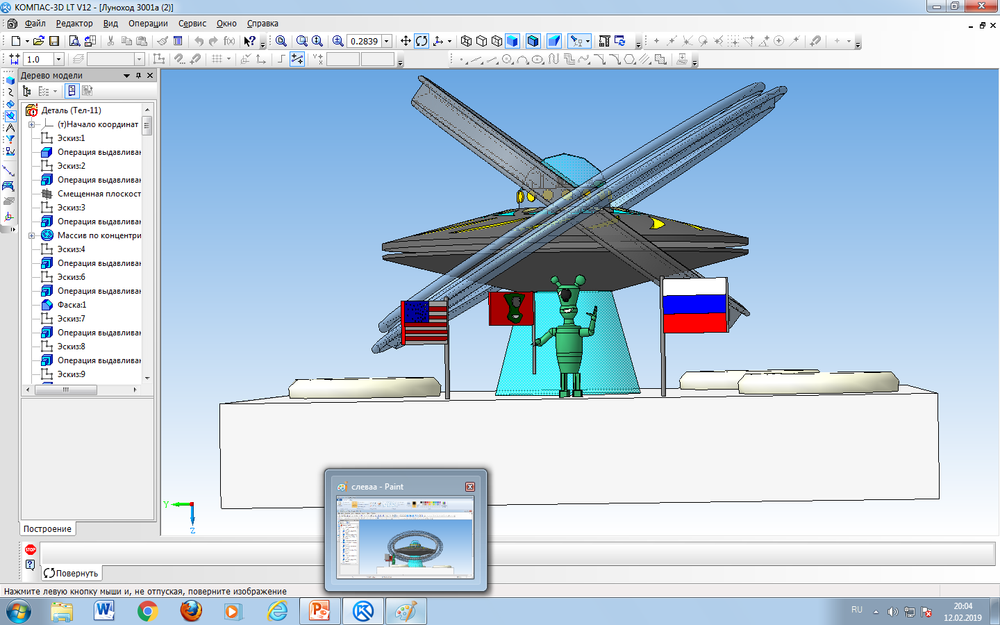 КОМПАС-3D LT V12 - [Луноход 3001а (2)]
Файл Редактор Вид Операции Сервис Окно Справка
0.2839
f(x)
1.0
Дерево модели
Деталь (Тел-11)
(т)Начало координат
Эскиз:1
Операция выдавливан
Эскиз:2
Операция выдавливан
Смещенная плоскост
Эскиз:3
Операция выдавливан
Массив по концентри
Эскиз:4
Операция выдавливан
Эскиз:6
Операция выдавливан
Фаска:1
Эскиз:7
Операция выдавливан
Эскиз:8
Операция выдавливан
Эскиз:9
Y
Z
Построение
слеваа - Paint
STOP
Повернуть
Нажмите левую кнопку мыши и, не отпуская, поверните изображение
RU
20:04
12.02.2019